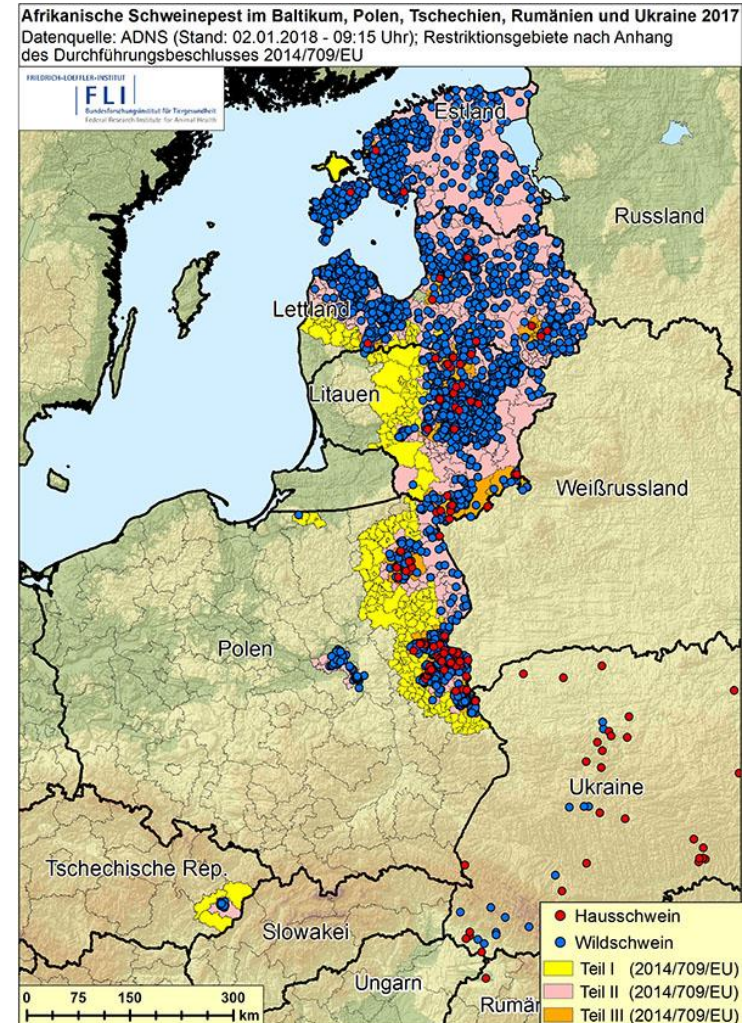 Afrikanische Schweinepest im Baltikum, Polen, Tschechien, Rumänien und Ukraine 2017
Datenquelle: ADNS (Stand: 02.01.2018 - 09:15 Uhr); Restriktionsgebiete nach Anhang
des Durchführungsbeschlusses 2014/709/EU
FRIEDRICH-LOEFFLER-INSTITUT
FLI
Bundesforschungsinstitut für Tiergesundheit
Federal Research Institute for Animal Health
Estland
Russland
Lettland
Litauen
Weißrussland
Polen
Ukraine
Tschechische Rep.
Slowakei
Ungarn
Rumän
Hausschwein
Wildschwein
Teil I (2014/709/EU)
Teil II (2014/709/EU)
Teil III (2014/709/EU)
0 75 150 300
km